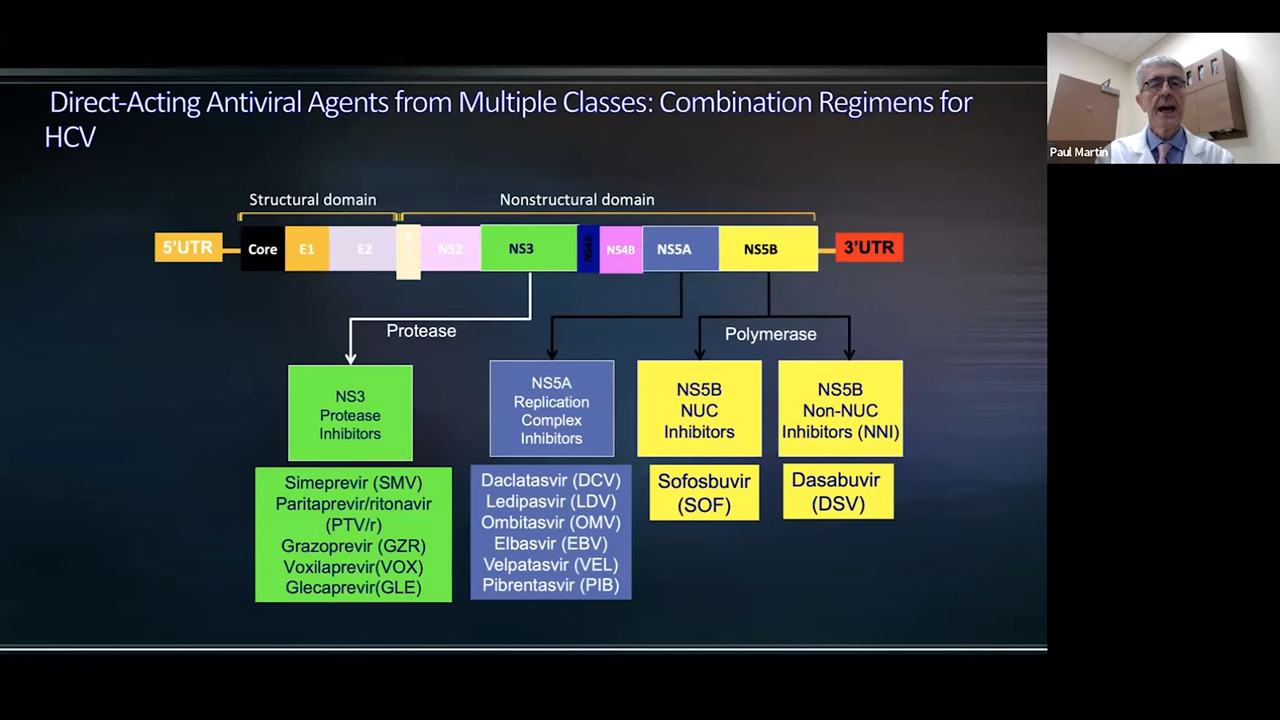 Direct-Acting Antiviral Agents from Multiple Classes: Combination Regimens for
HCV
Paul Martin
Structural domain
Nonstructural domain
5'UTR
Core
E1
E2
NS2
NS3
NS4B
NS5A
NS5B
3'UTR
Protease
Polymerase
NS3
Protease
Inhibitors
NS5A
Replication
Complex
Inhibitors
NS5B
NUC
Inhibitors
NS5B
Non-NUC
Inhibitors (NNI)
Simeprevir (SMV)
Paritaprevir/ritonavir
(PTV/r)
Grazoprevir (GZR)
Voxilaprevir(VOX)
Glecaprevir(GLE)
Daclatasvir (DCV)
Ledipasvir (LDV)
Ombitasvir (OMV)
Elbasvir (EBV)
Velpatasvir (VEL)
Pibrentasvir (PIB)
Sofosbuvir
(SOF)
Dasabuvir
(DSV)